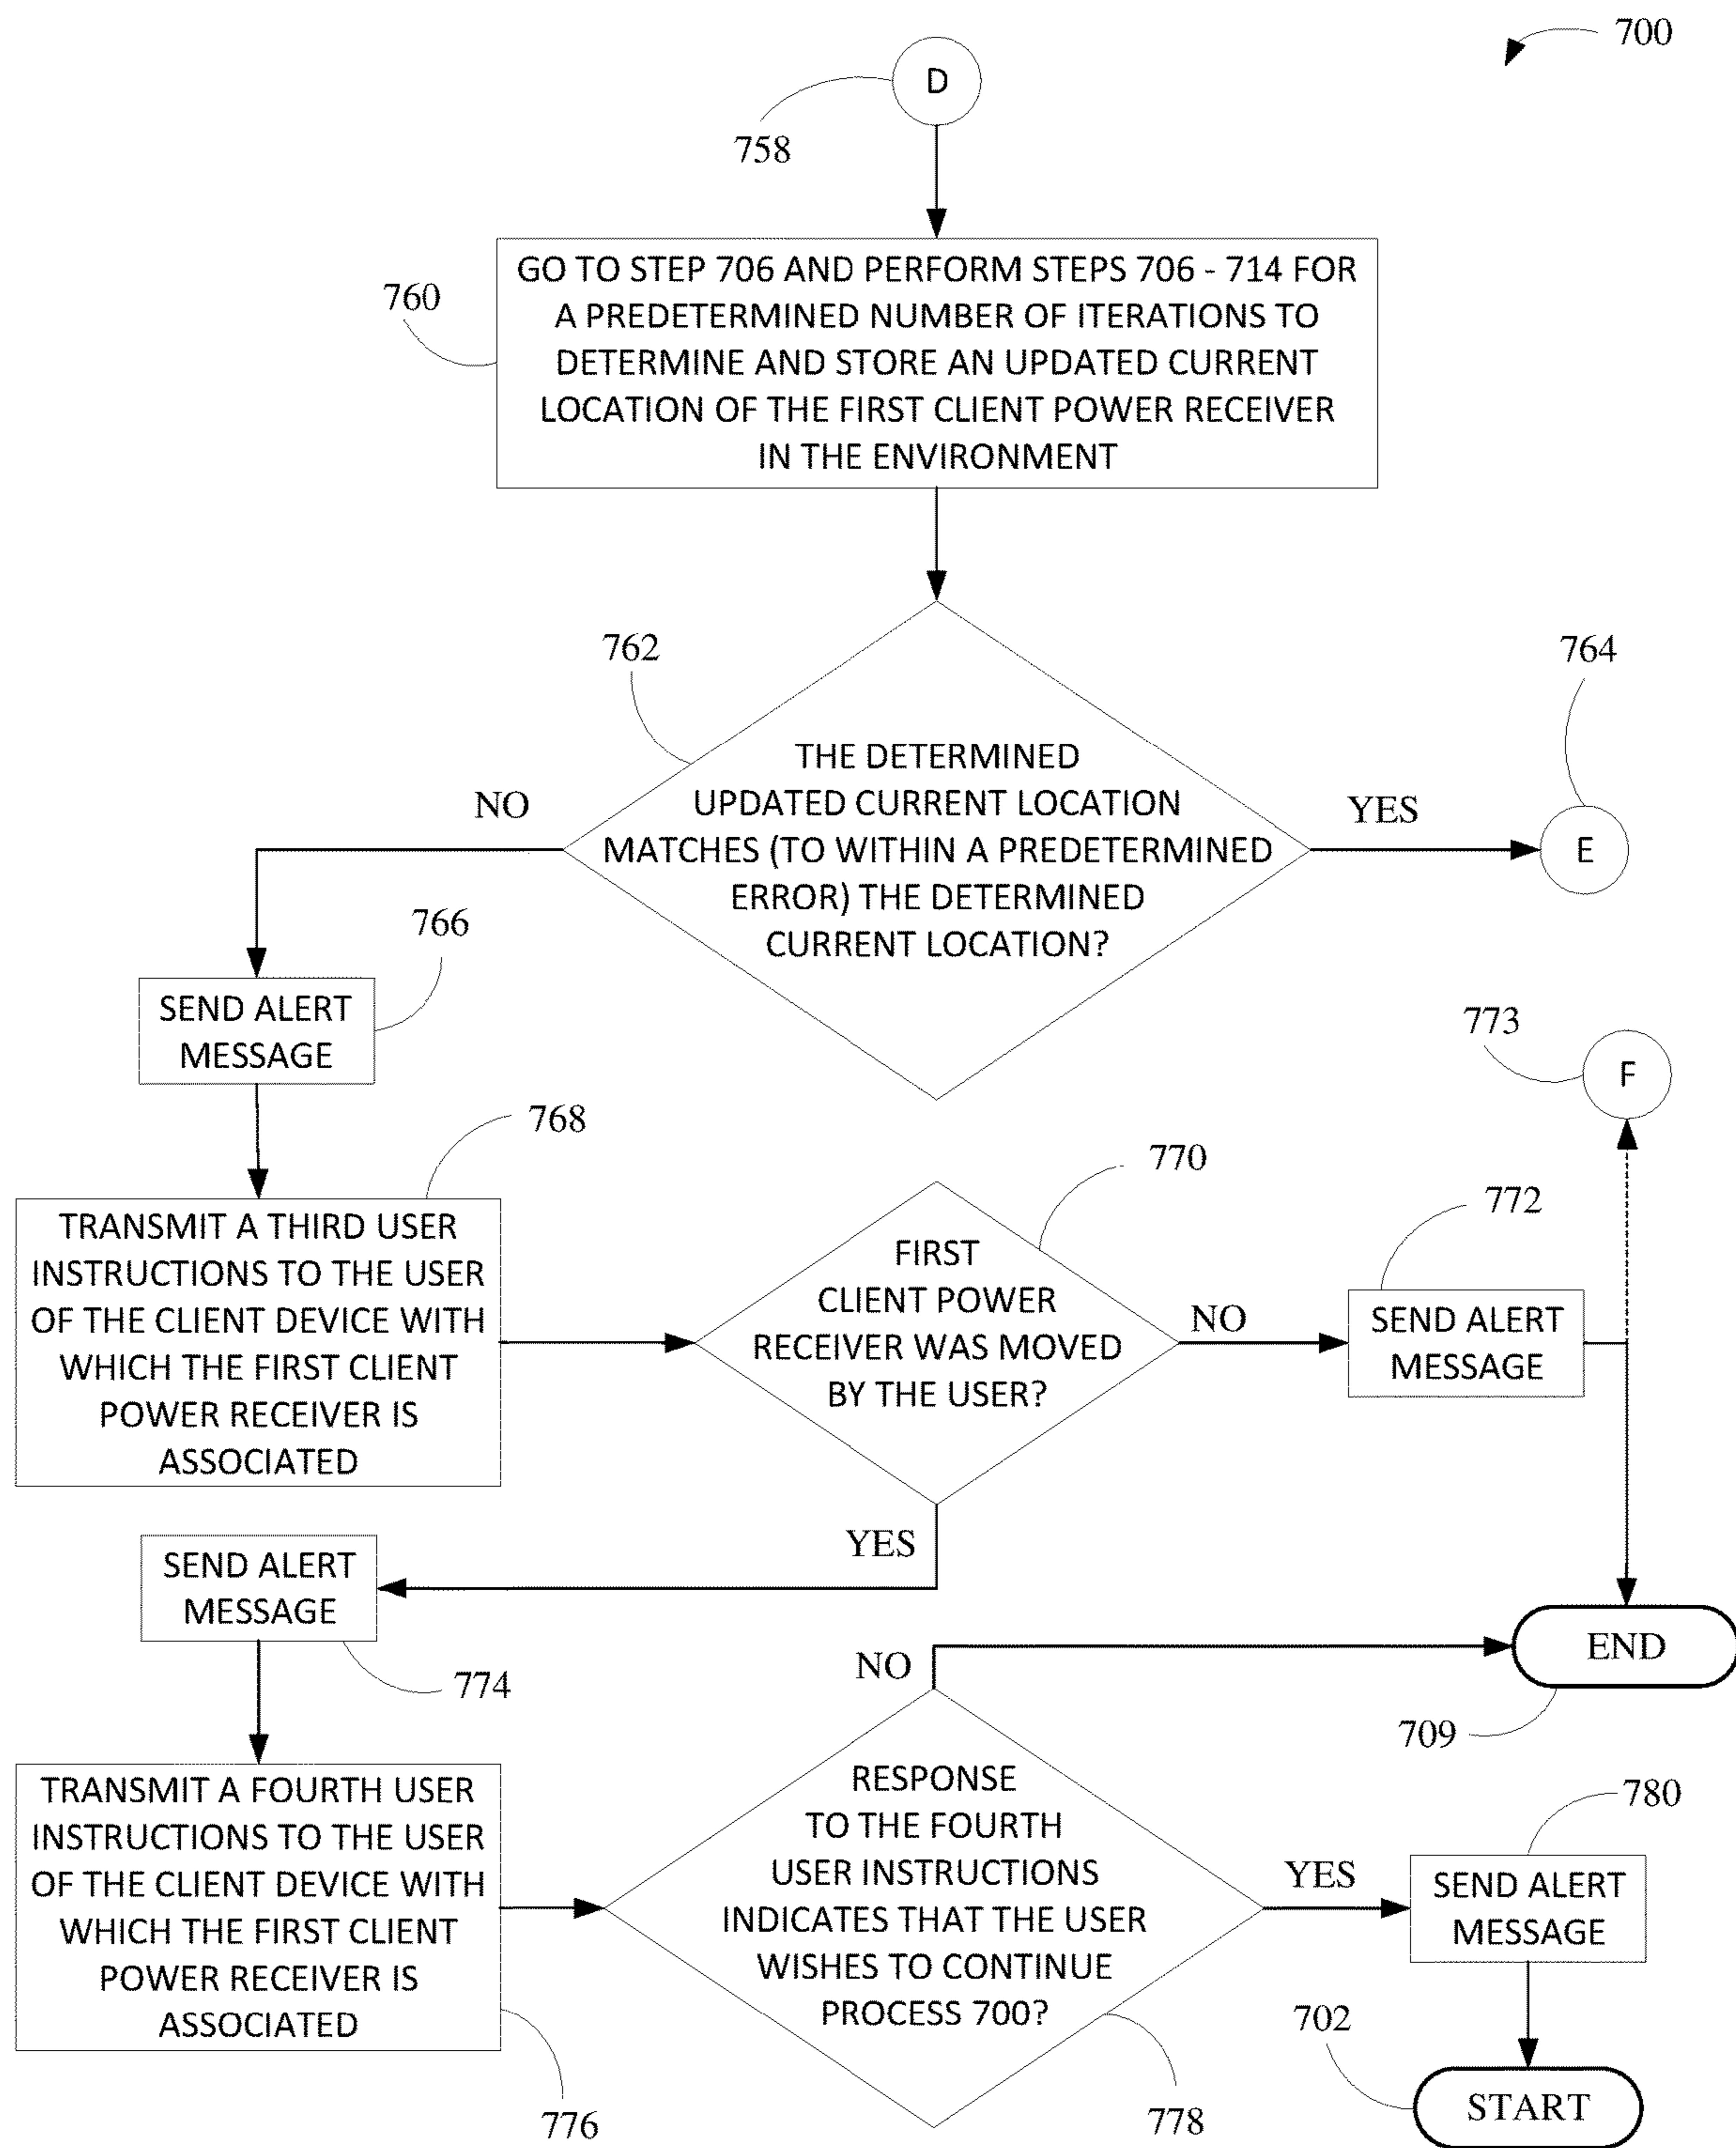 700
D
758
760
GO TO STEP 706 AND PERFORM STEPS 706 - 714 FOR
A PREDETERMINED NUMBER OF ITERATIONS TO
DETERMINE AND STORE AN UPDATED CURRENT
LOCATION OF THE FIRST CLIENT POWER RECEIVER
IN THE ENVIRONMENT
762
764
THE DETERMINED
UPDATED CURRENT LOCATION
MATCHES (TO WITHIN A PREDETERMINED
ERROR) THE DETERMINED
CURRENT LOCATION?
NO
YES
E
766
SEND ALERT
MESSAGE
773
F
768
TRANSMIT A THIRD USER
INSTRUCTIONS TO THE USER
OF THE CLIENT DEVICE WITH
WHICH THE FIRST CLIENT
POWER RECEIVER IS
ASSOCIATED
770
FIRST
CLIENT POWER
RECEIVER WAS MOVED
BY THE USER?
NO
772
SEND ALERT
MESSAGE
YES
SEND ALERT
MESSAGE
774
NO
END
709
TRANSMIT A FOURTH USER
INSTRUCTIONS TO THE USER
OF THE CLIENT DEVICE WITH
WHICH THE FIRST CLIENT
POWER RECEIVER IS
ASSOCIATED
776
RESPONSE
TO THE FOURTH
USER INSTRUCTIONS
INDICATES THAT THE USER
WISHES TO CONTINUE
PROCESS 700?
778
YES
780
SEND ALERT
MESSAGE
702
START